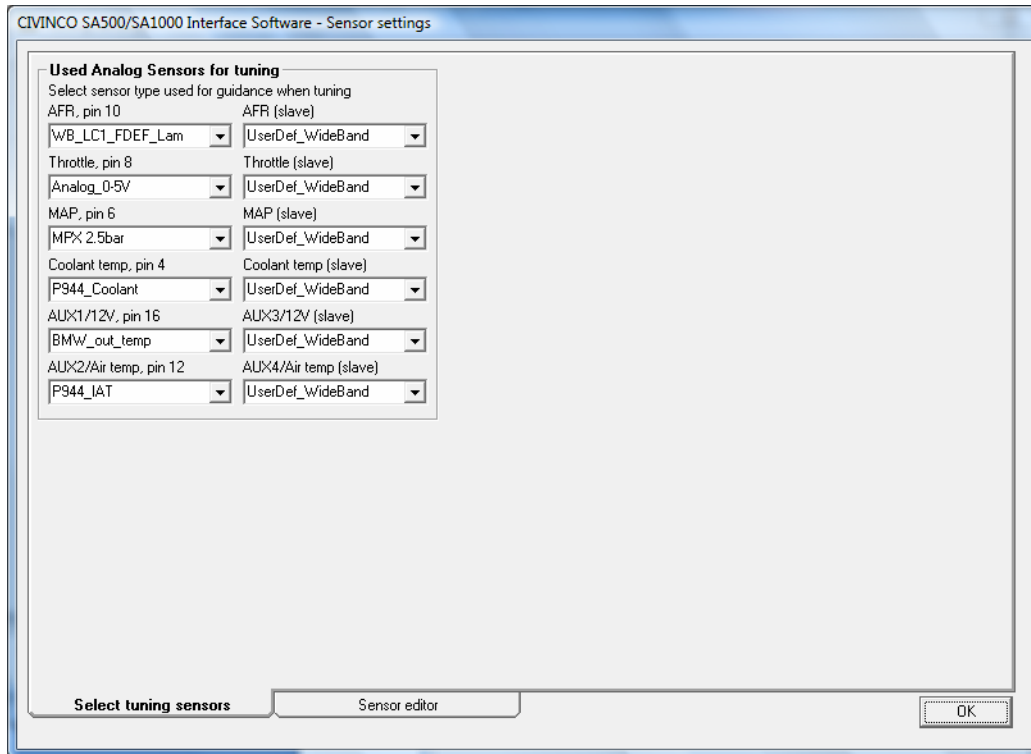 CIVINCO SA500/SA1000 Interface Software - Sensor settings
Used Analog Sensors for tuning
Select sensor type used for guidance when tuning
AFR, pin 10 AFR (slave)
WB_LC1_FDEF_Lam UserDef_WideBand
Throttle, pin 8 Throttle (slave)
Analog_0-5V UserDef_WideBand
MAP, pin 6 MAP (slave)
MPX 2.5bar UserDef_WideBand
Coolant temp, pin 4 Coolant temp (slave)
P944_Coolant UserDef_WideBand
AUX1/12V, pin 16 AUX3/12V (slave)
BMW_out_temp UserDef_WideBand
AUX2/Air temp, pin 12 AUX4/Air temp (slave)
P944_IAT UserDef_WideBand
Select tuning sensors Sensor editor OK